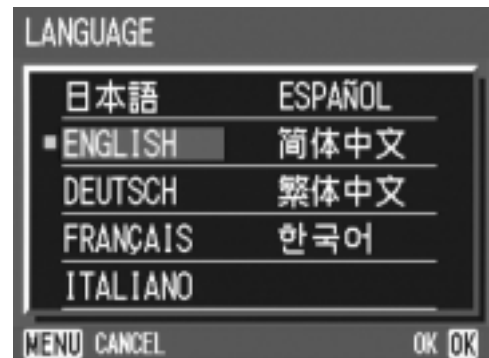 LANGUAGE
日本語 ESPAÑOL
ENGLISH 简体中文
DEUTSCH 繁体中文
FRANÇAIS 한국어
ITALIANO
MENU CANCEL OK OK